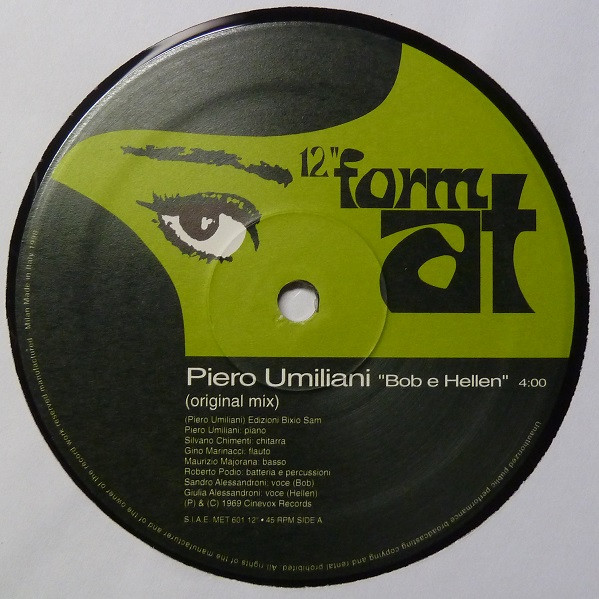 12" form
at
Piero Umiliani "Bob e Hellen" 4:00
(original mix)
(Piero Umiliani) Edizioni Bixio Sam
Piero Umiliani: piano
Silvano Chimenti: chitarra
Gino Marinacci: flauto
Maurizio Majorana: basso
Roberto Podio: batteria e percussioni
Sandro Alessandroni: voce (Bob)
Giulia Alessandroni: voce (Hellen)
(P) & (C) 1969 Cinevox Records
S.I.A.E. MET 601 12" • 45 RPM SIDE A
Unauthorized public performance broadcasting copying and rental prohibited. All rights of the manufacturer and of the owner of the record work reserved manufactured - Milan Made in Italy